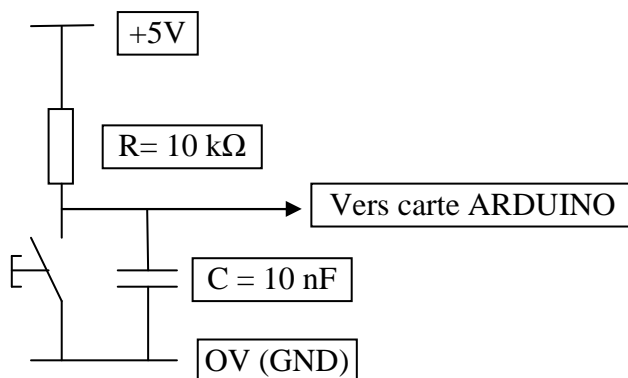 +5V
R= 10 kΩ
Vers carte ARDUINO
C = 10 nF
OV (GND)